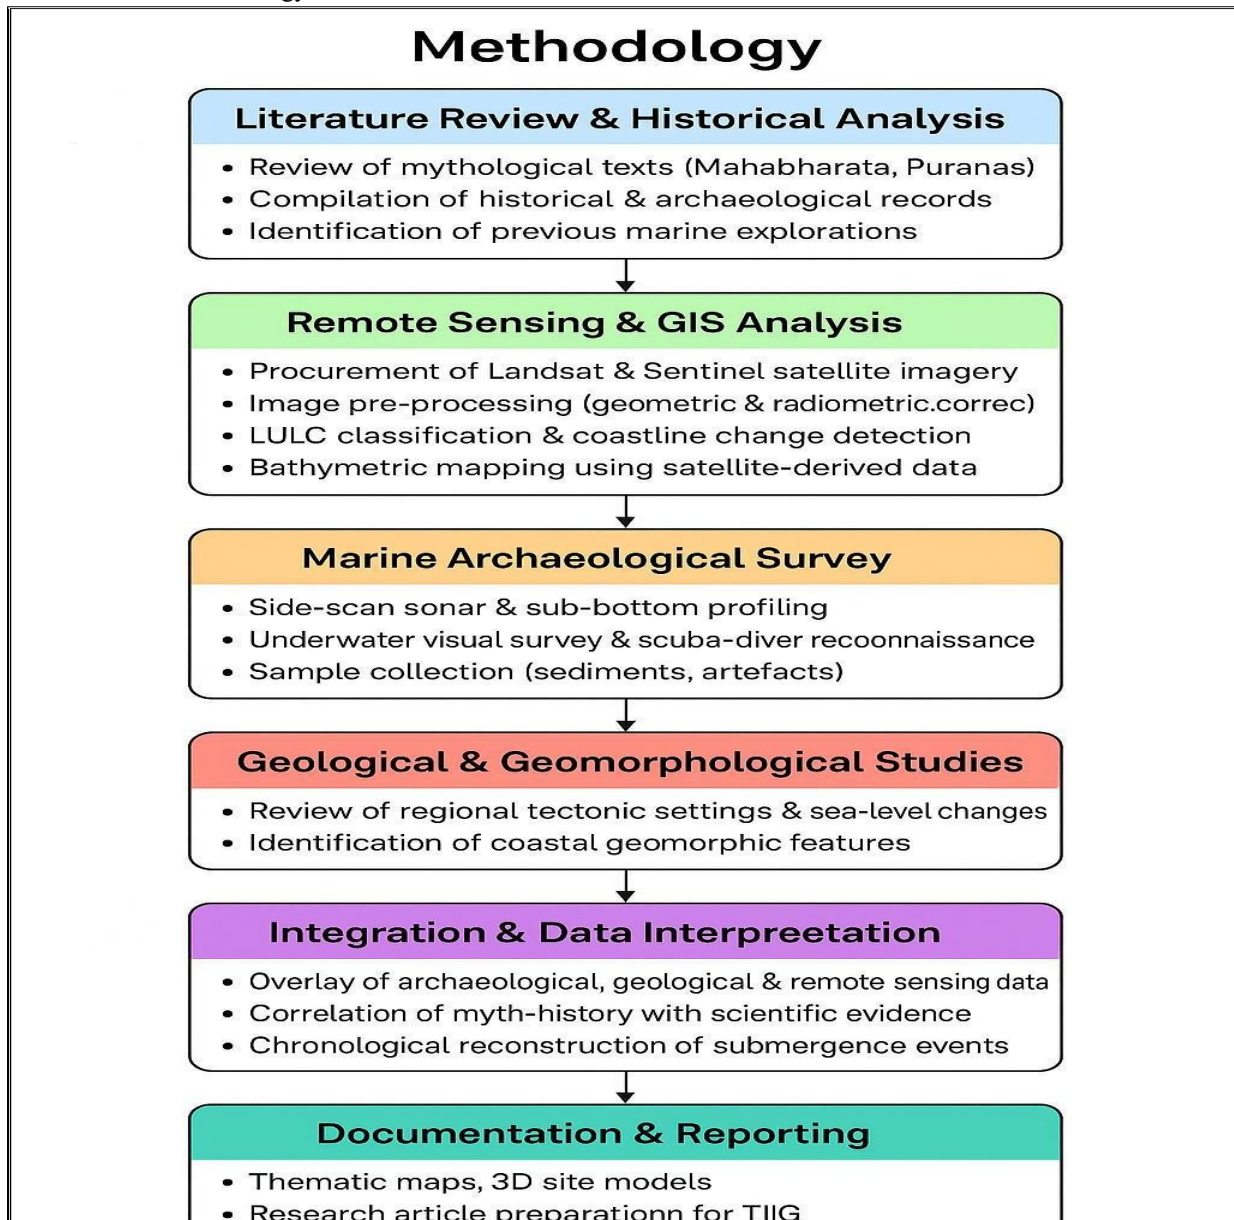 Methodology
Literature Review & Historical Analysis
• Review of mythological texts (Mahabharata, Puranas)
• Compilation of historical & archaeological records
• Identification of previous marine explorations
Remote Sensing & GIS Analysis
• Procurement of Landsat & Sentinel satellite imagery
• Image pre-processing (geometric & radiometric.correc)
• LULC classification & coastline change detection
• Bathymetric mapping using satellite-derived data
Marine Archaeological Survey
• Side-scan sonar & sub-bottom profiling
• Underwater visual survey & scuba-diver recoonnaissance
• Sample collection (sediments, artefacts)
Geological & Geomorphological Studies
• Review of regional tectonic settings & sea-level changes
• Identification of coastal geomorphic features
Integration & Data Interpreetation
• Overlay of archaeological, geological & remote sensing data
• Correlation of myth-history with scientific evidence
• Chronological reconstruction of submergence events
Documentation & Reporting
• Thematic maps, 3D site models
• Research article preparationn for TIIG